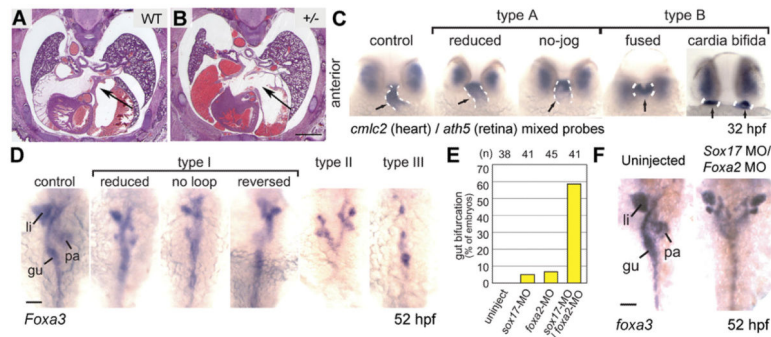 A WT
B +/-
C type A type B
control reduced no-jog fused cardia bifida
anterior
cmlc2 (heart) / ath5 (retina) mixed probes 32 hpf
D type I type II type III
control reduced no loop reversed
li
pa
gu
Foxa3 52 hpf
E
(n) 38 41 45 41
gut bifurcation
(% of embryos)
70
60
50
40
30
20
10
0
uninject
sox17-MO
foxa2-MO
sox17-MO
/ foxa2-MO
F Uninjected Sox17 MO/
Foxa2 MO
li
pa
gu
foxa3 52 hpf